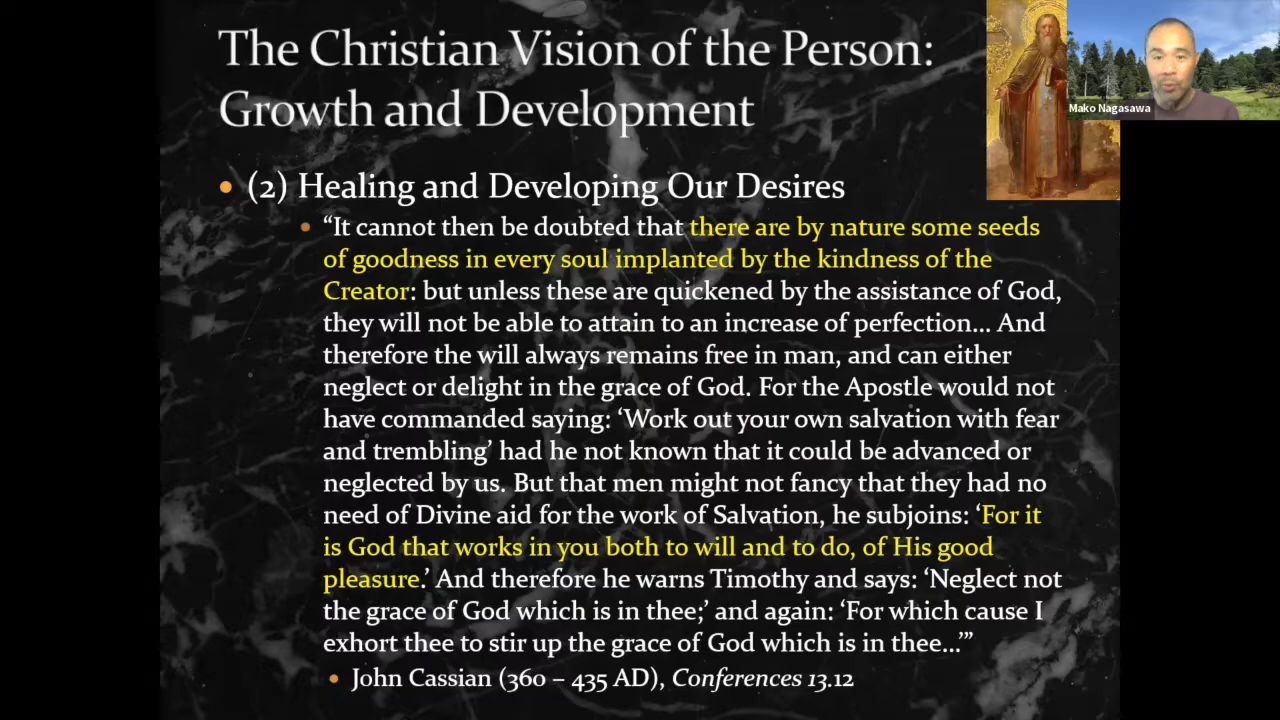 The Christian Vision of the Person:
Growth and Development
Mako Nagasawa
• (2) Healing and Developing Our Desires
• “It cannot then be doubted that there are by nature some seeds
of goodness in every soul implanted by the kindness of the
Creator: but unless these are quickened by the assistance of God,
they will not be able to attain to an increase of perfection... And
therefore the will always remains free in man, and can either
neglect or delight in the grace of God. For the Apostle would not
have commanded saying: ‘Work out your own salvation with fear
and trembling’ had he not known that it could be advanced or
neglected by us. But that men might not fancy that they had no
need of Divine aid for the work of Salvation, he subjoins: ‘For it
is God that works in you both to will and to do, of His good
pleasure.’ And therefore he warns Timothy and says: ‘Neglect not
the grace of God which is in thee;’ and again: ‘For which cause I
exhort thee to stir up the grace of God which is in thee...’”
• John Cassian (360 – 435 AD), Conferences 13.12